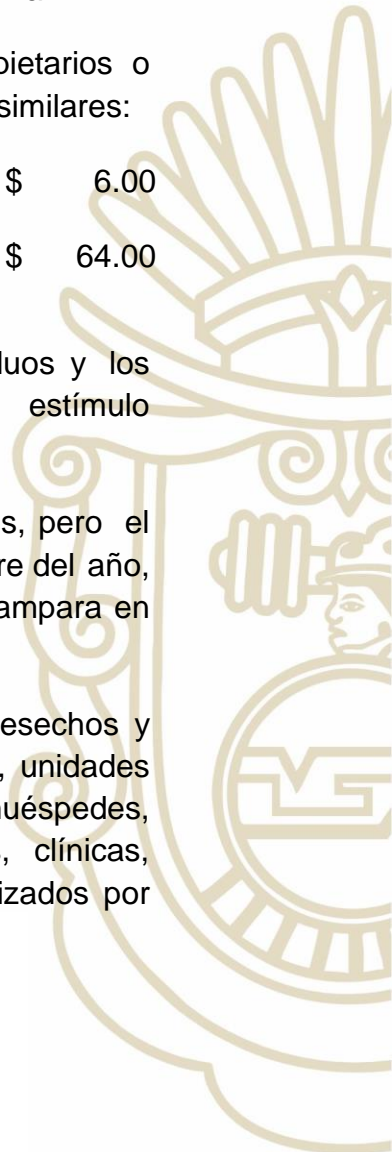 pietarios o
similares:
$ 6.00
$ 64.00
duos y los
estímulo
s, pero el
re del año,
ampara en
esechos y
, unidades
huéspedes,
, clínicas,
izados por